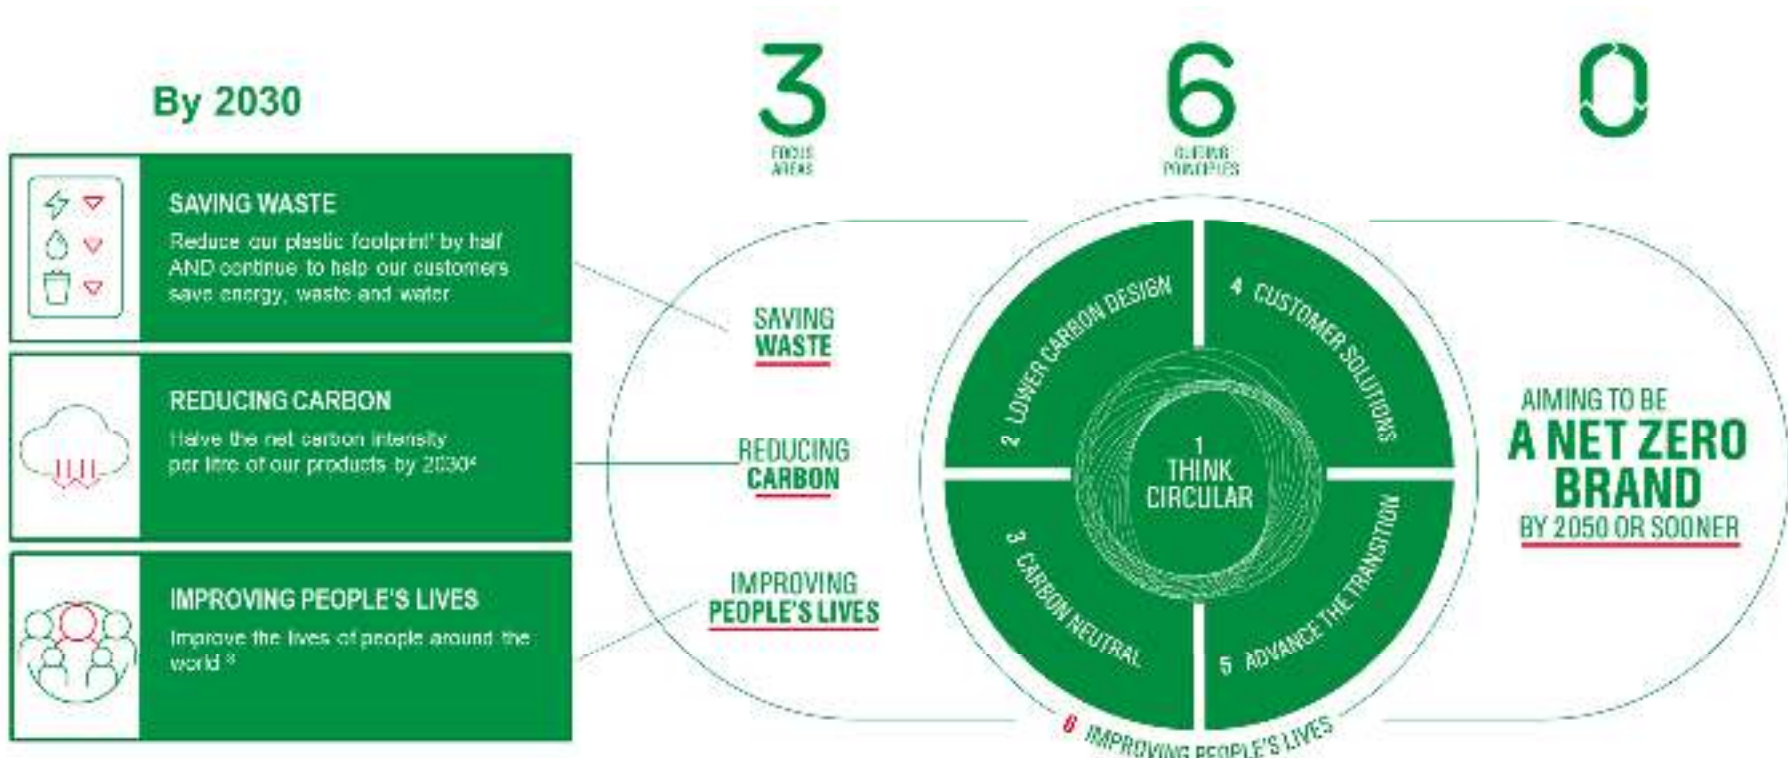 By 2030
SAVING WASTE
Reduce our plastic footprint¹ by half
AND continue to help our customers
save energy, waste and water
REDUCING CARBON
Halve the net carbon intensity
per litre of our products by 2030²
IMPROVING PEOPLE'S LIVES
Improve the lives of people around the
world ³
3
FOCUS
AREAS
SAVING
WASTE
REDUCING
CARBON
IMPROVING
PEOPLE'S LIVES
6
GUIDING
PRINCIPLES
1
THINK
CIRCULAR
2 LOWER CARBON DESIGN
3 CARBON NEUTRAL
4 CUSTOMER SOLUTIONS
5 ADVANCE THE TRANSITION
6 IMPROVING PEOPLE'S LIVES
0
AIMING TO BE
A NET ZERO
BRAND
BY 2050 OR SOONER